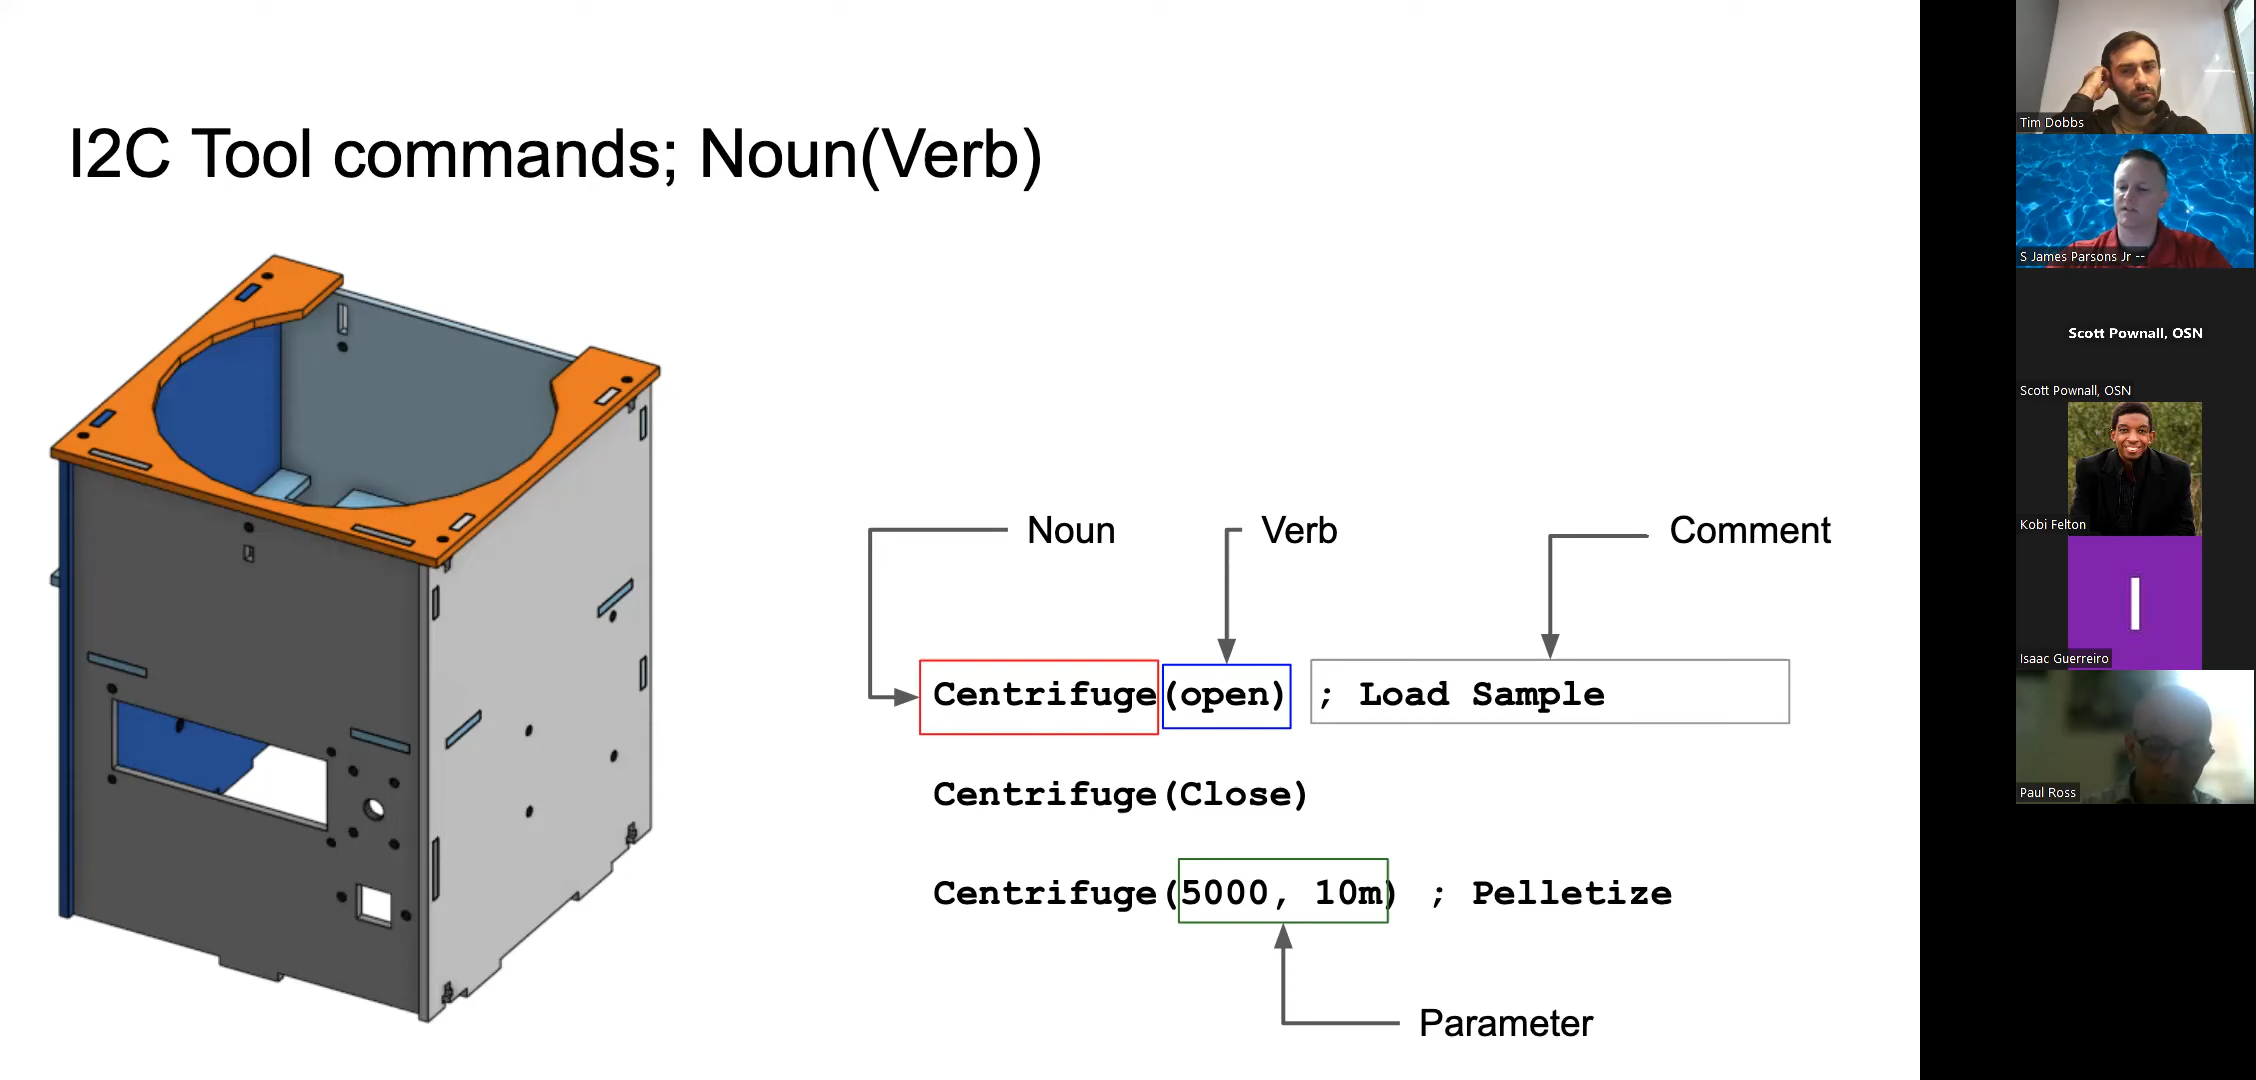 I2C Tool commands; Noun(Verb)
Noun
Verb
Comment
Centrifuge(open) ; Load Sample
Centrifuge(Close)
Centrifuge(5000, 10m) ; Pelletize
Parameter
Tim Dobbs
S James Parsons Jr --
Scott Pownall, OSN
Scott Pownall, OSN
Kobi Felton
I
Isaac Guerreiro
Paul Ross